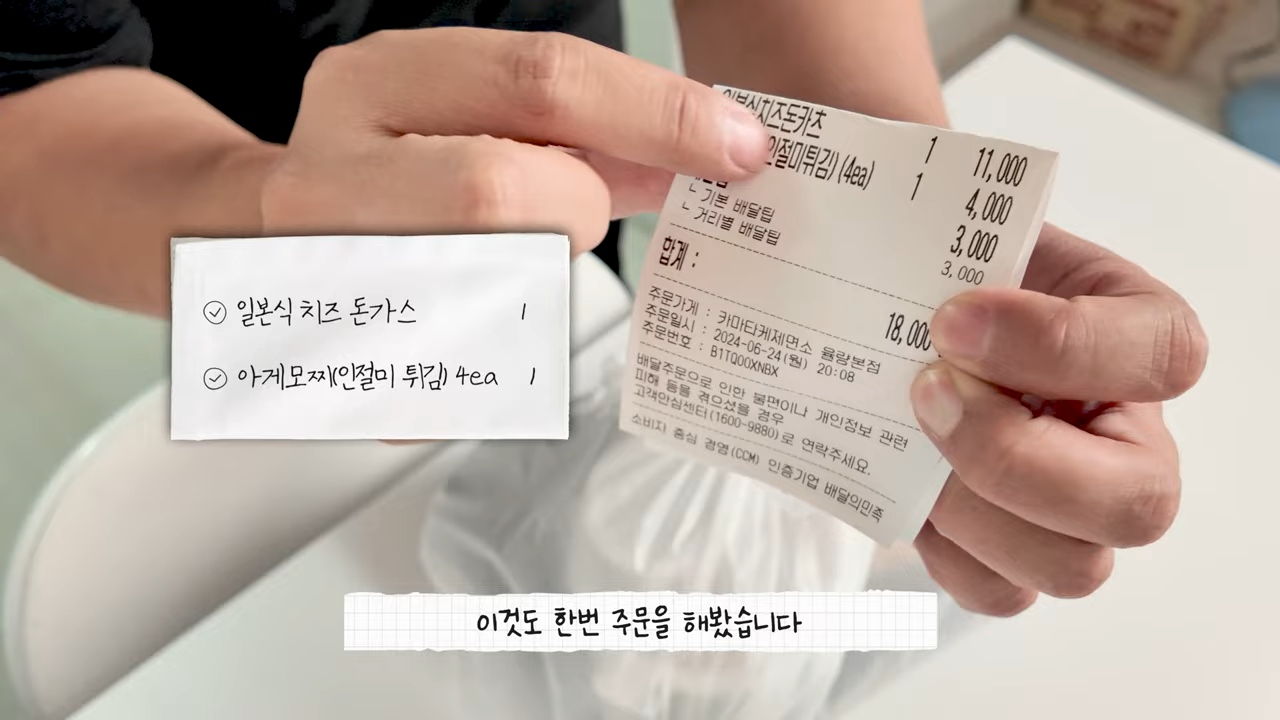 일본식치즈돈카츠 1 11,000
인절미튀김) (4ea) 1 4,000
3,000
ㄴ 기본 배달팁 3,000
ㄴ 거리별 배달팁
합계 : 18,000
주문가게 : 카마타케제면소 율량본점
주문일시 : 2024-06-24(월) 20:08
주문번호 : B1TQ00XNBX
배달주문으로 인한 불편이나 개인정보 관련
피해 등을 겪으셨을 경우
고객안심센터(1600-9880)로 연락주세요.
소비자 중심 경영(CCM) 인증기업 배달의민족
일본식 치즈 돈가스 1
아게모찌(인절미 튀김) 4ea 1
이것도 한번 주문을 해봤습니다